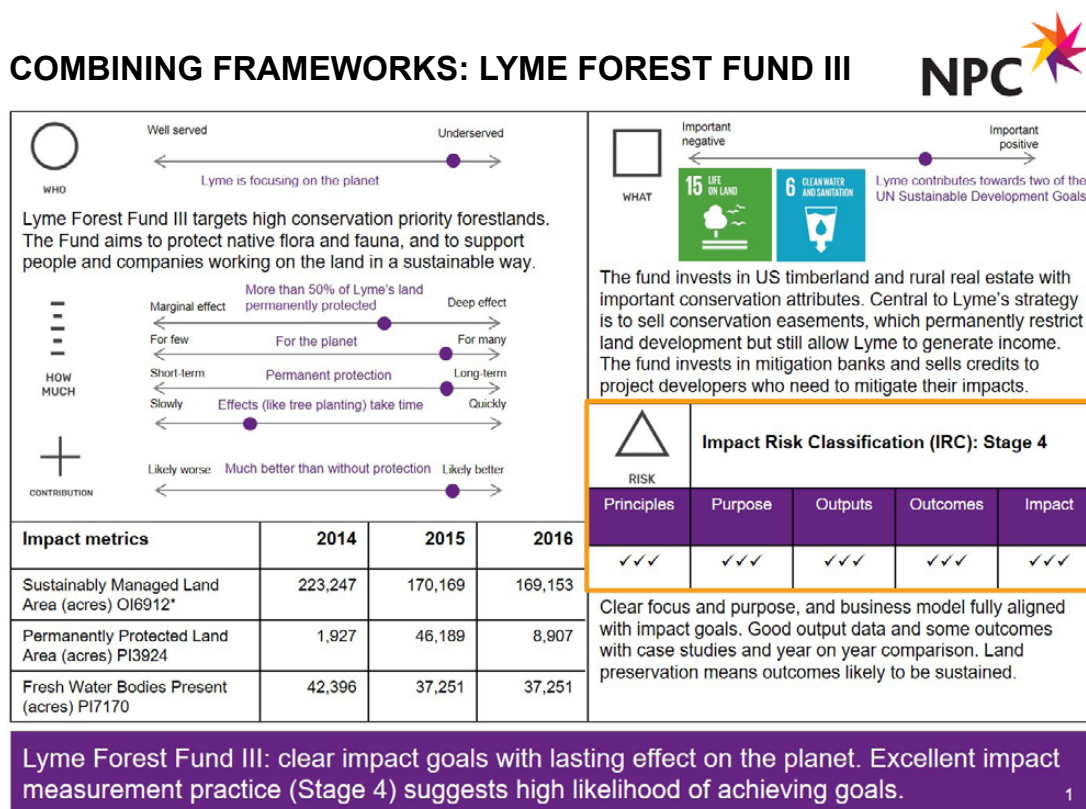 COMBINING FRAMEWORKS: LYME FOREST FUND III
NPC
WHO
Well served
Underserved
Lyme is focusing on the planet
Lyme Forest Fund III targets high conservation priority forestlands.
The Fund aims to protect native flora and fauna, and to support
people and companies working on the land in a sustainable way.
HOW
MUCH
More than 50% of Lyme's land
permanently protected
Marginal effect
Deep effect
For few
For the planet
For many
Short-term
Permanent protection
Long-term
Slowly
Effects (like tree planting) take time
Quickly
CONTRIBUTION
Likely worse
Much better than without protection
Likely better
Impact metrics 2014 2015 2016
Sustainably Managed Land
Area (acres) OI6912* 223,247 170,169 169,153
Permanently Protected Land
Area (acres) PI3924 1,927 46,189 8,907
Fresh Water Bodies Present
(acres) PI7170 42,396 37,251 37,251
WHAT
Important
negative
Important
positive
15 LIFE
ON LAND
6 CLEAN WATER
AND SANITATION
Lyme contributes towards two of the
UN Sustainable Development Goals
The fund invests in US timberland and rural real estate with
important conservation attributes. Central to Lyme's strategy
is to sell conservation easements, which permanently restrict
land development but still allow Lyme to generate income.
The fund invests in mitigation banks and sells credits to
project developers who need to mitigate their impacts.
RISK
Impact Risk Classification (IRC): Stage 4
Principles Purpose Outputs Outcomes Impact
✓✓✓ ✓✓✓ ✓✓✓ ✓✓✓ ✓✓✓
Clear focus and purpose, and business model fully aligned
with impact goals. Good output data and some outcomes
with case studies and year on year comparison. Land
preservation means outcomes likely to be sustained.
Lyme Forest Fund III: clear impact goals with lasting effect on the planet. Excellent impact
measurement practice (Stage 4) suggests high likelihood of achieving goals.
1